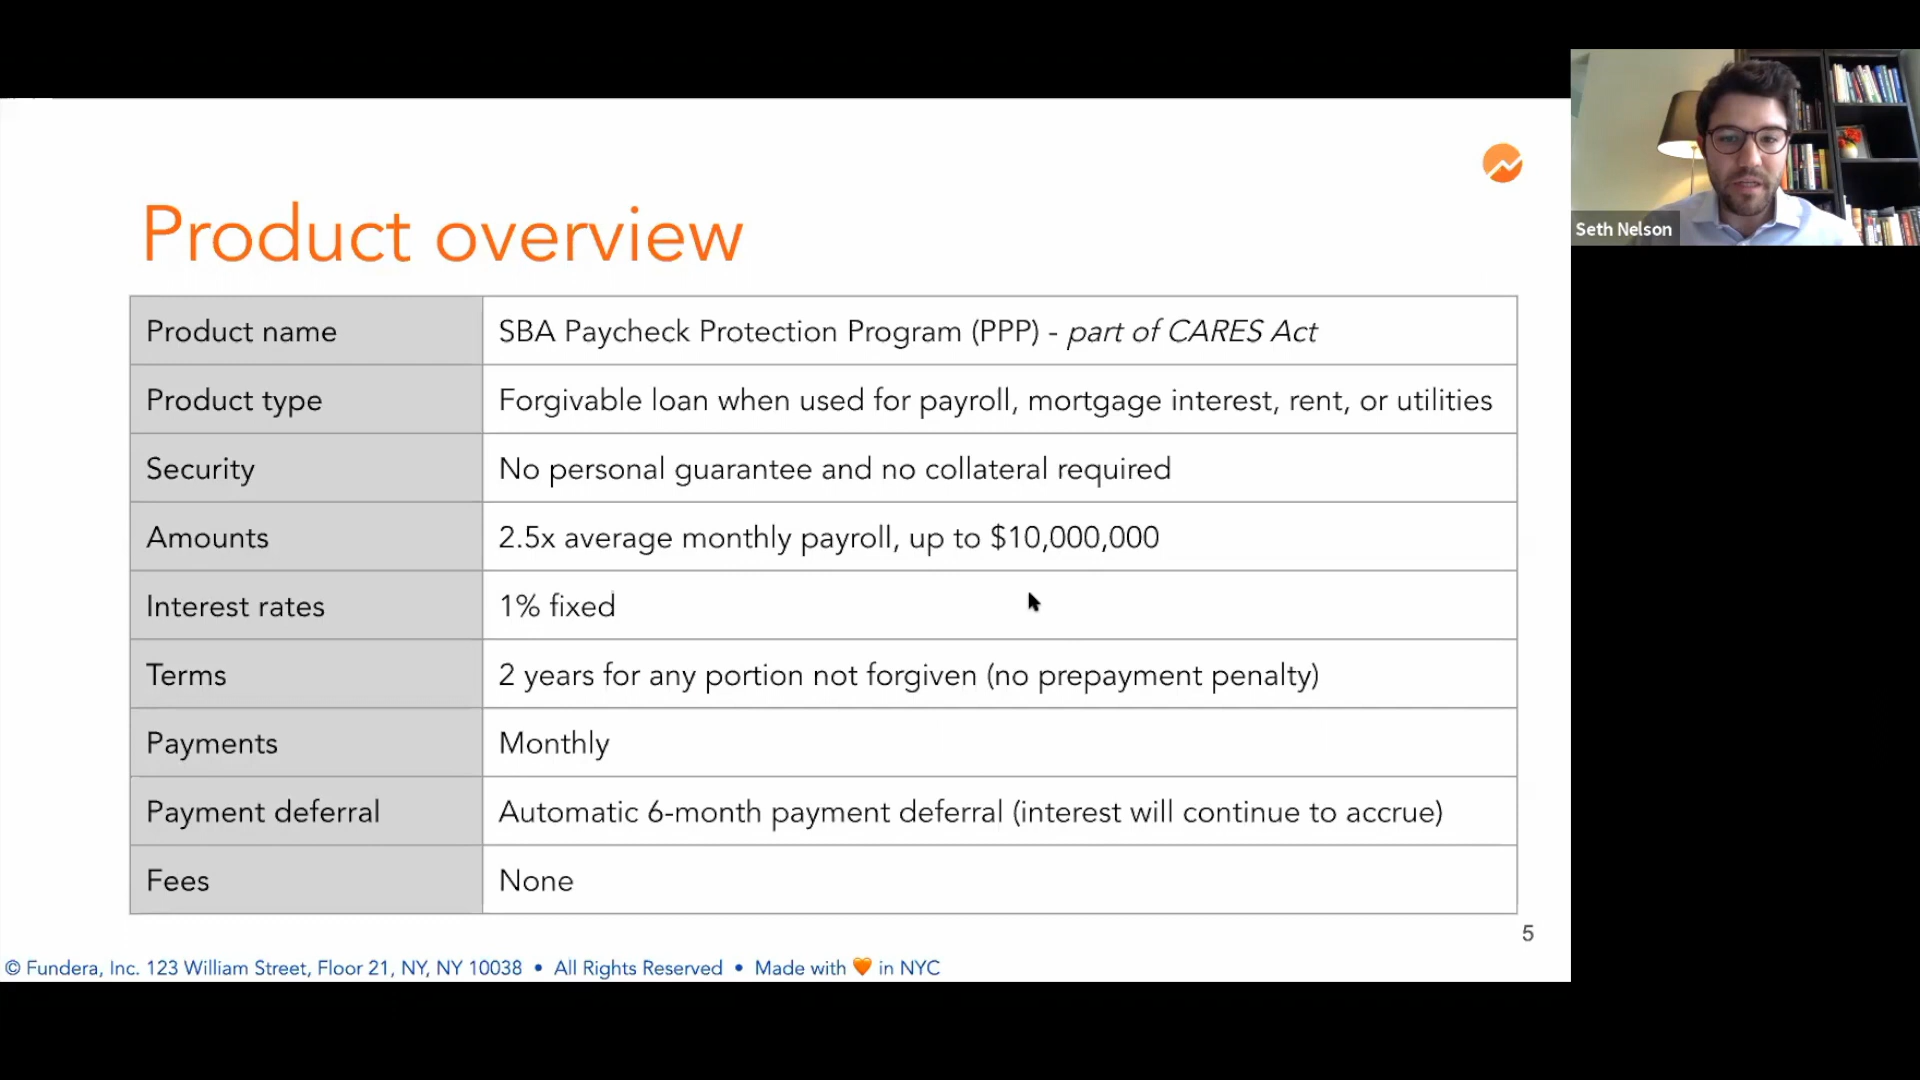 Product overview
Product name
SBA Paycheck Protection Program (PPP) - part of CARES Act
Product type
Forgivable loan when used for payroll, mortgage interest, rent, or utilities
Security
No personal guarantee and no collateral required
Amounts
2.5x average monthly payroll, up to $10,000,000
Interest rates
1% fixed
Terms
2 years for any portion not forgiven (no prepayment penalty)
Payments
Monthly
Payment deferral
Automatic 6-month payment deferral (interest will continue to accrue)
Fees
None
5
© Fundera, Inc. 123 William Street, Floor 21, NY, NY 10038 • All Rights Reserved • Made with 🧡 in NYC
Seth Nelson